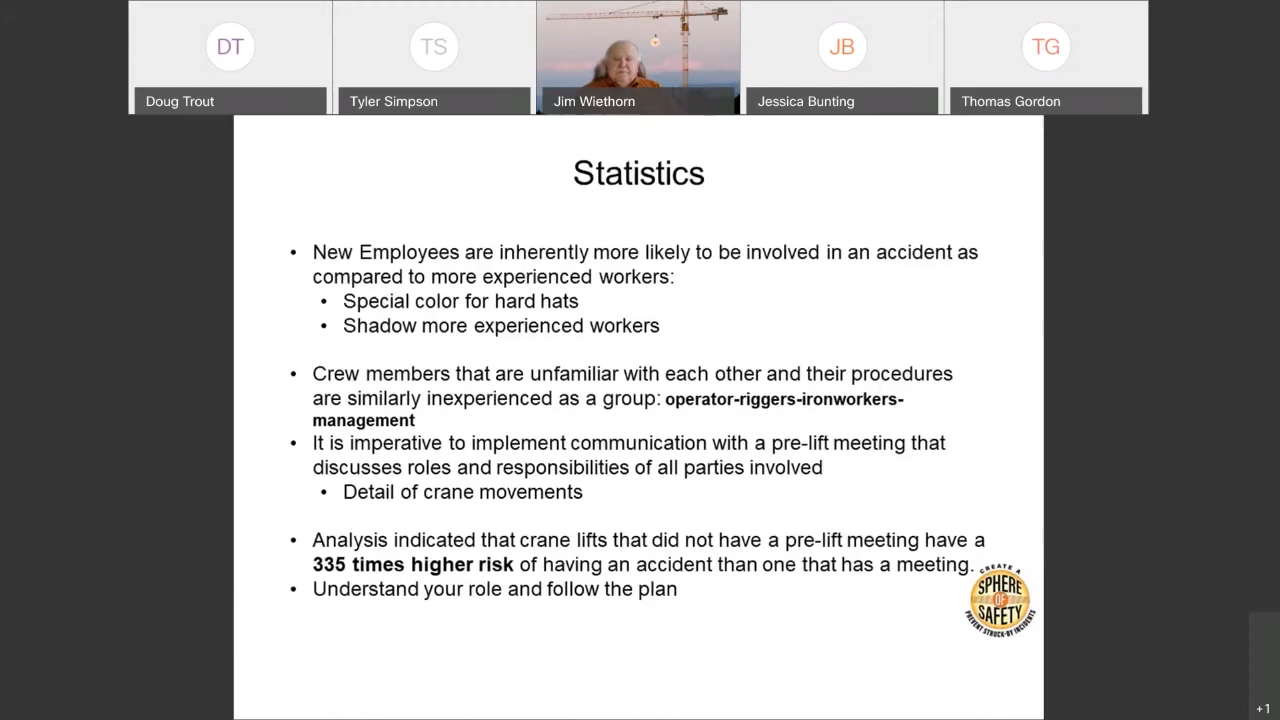 DT
TS
JB
TG
Doug Trout
Tyler Simpson
Jim Wiethorn
Jessica Bunting
Thomas Gordon
Statistics
• New Employees are inherently more likely to be involved in an accident as
compared to more experienced workers:
• Special color for hard hats
• Shadow more experienced workers
• Crew members that are unfamiliar with each other and their procedures
are similarly inexperienced as a group: operator-riggers-ironworkers-
management
• It is imperative to implement communication with a pre-lift meeting that
discusses roles and responsibilities of all parties involved
• Detail of crane movements
• Analysis indicated that crane lifts that did not have a pre-lift meeting have a
335 times higher risk of having an accident than one that has a meeting.
• Understand your role and follow the plan
CREATE A
SPHERE
OF
SAFETY
PREVENT STRUCK-BY INCIDENTS
+1